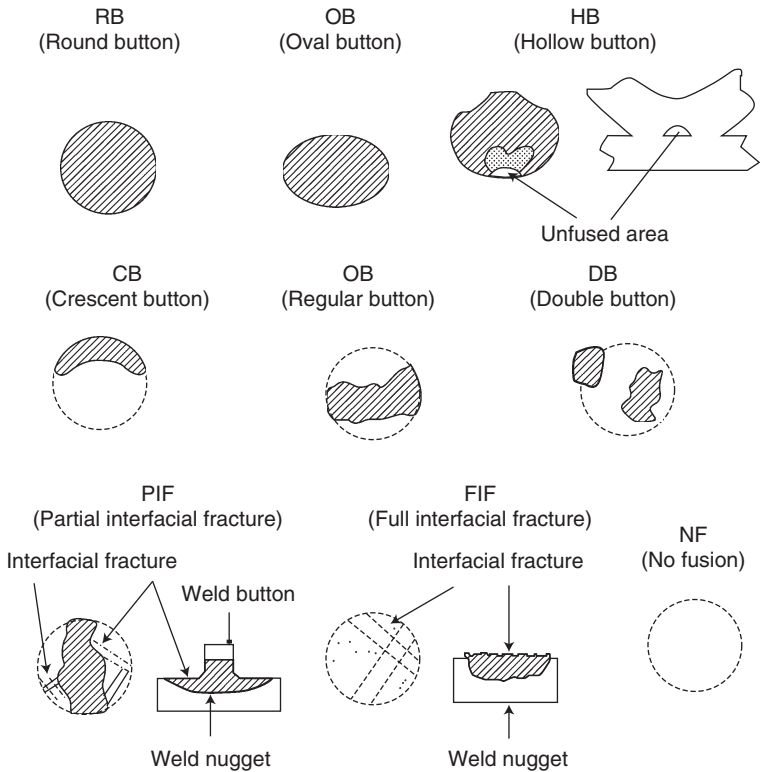 RB
(Round button)
OB
(Oval button)
HB
(Hollow button)
Unfused area
CB
(Crescent button)
OB
(Regular button)
DB
(Double button)
PIF
(Partial interfacial fracture)
Interfacial fracture
Weld button
Weld nugget
FIF
(Full interfacial fracture)
Interfacial fracture
Weld nugget
NF
(No fusion)